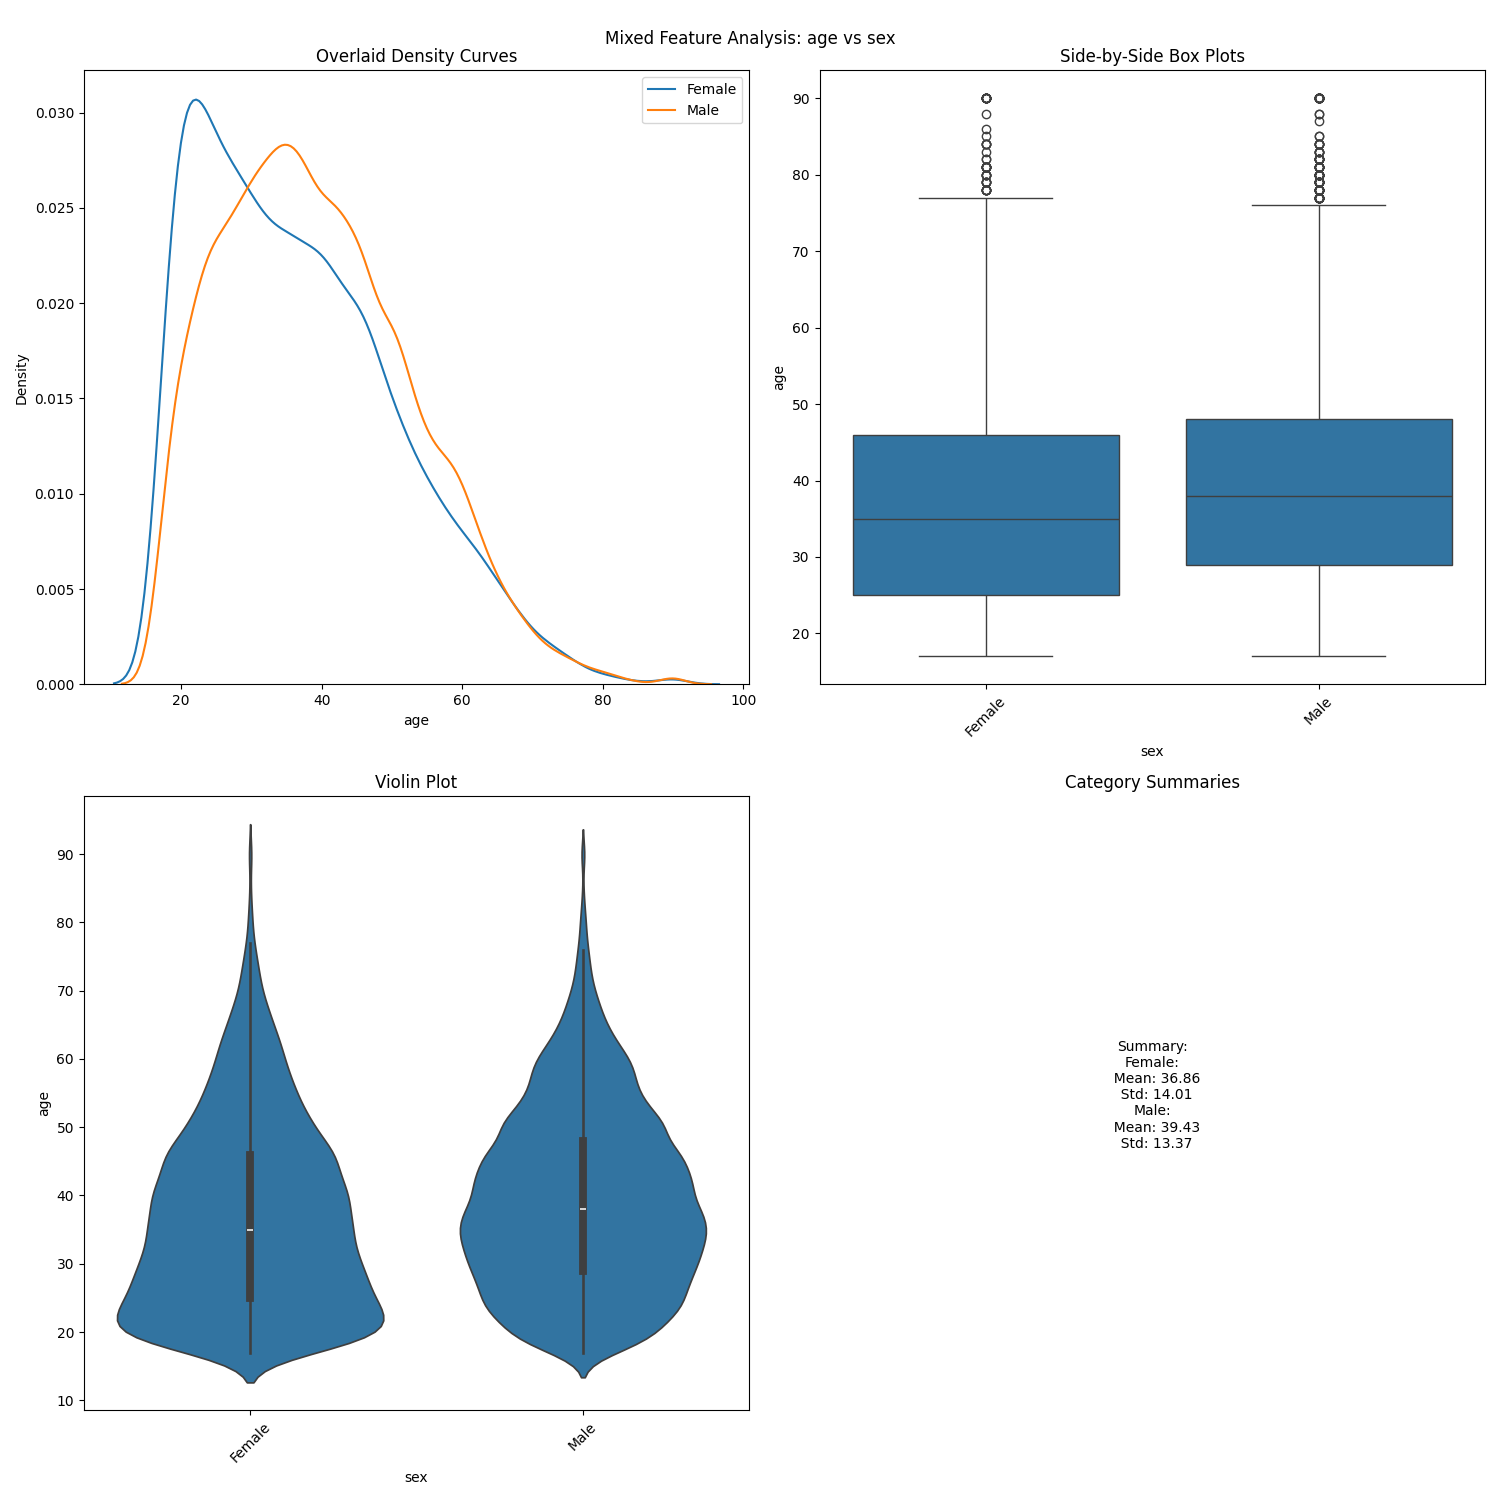 Mixed Feature Analysis: age vs sex
Overlaid Density Curves
Female
Male
0.030
0.025
0.020
0.015
0.010
0.005
0.000
Density
20 40 60 80 100
age
Side-by-Side Box Plots
90
80
70
60
50
40
30
20
age
Female Male
sex
Violin Plot
90
80
70
60
50
40
30
20
10
age
Female Male
sex
Category Summaries
Summary:
Female:
Mean: 36.86
Std: 14.01
Male:
Mean: 39.43
Std: 13.37